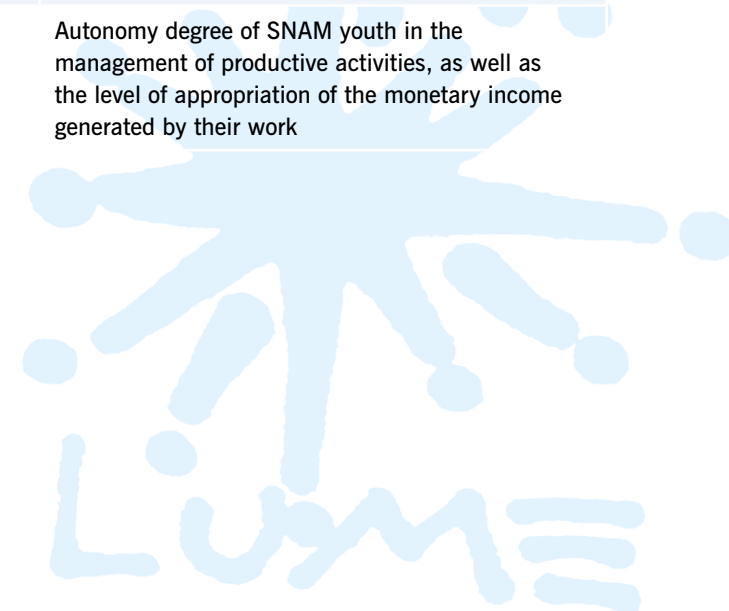 Autonomy degree of SNAM youth in the
management of productive activities, as well as
the level of appropriation of the monetary income
generated by their work
LUME